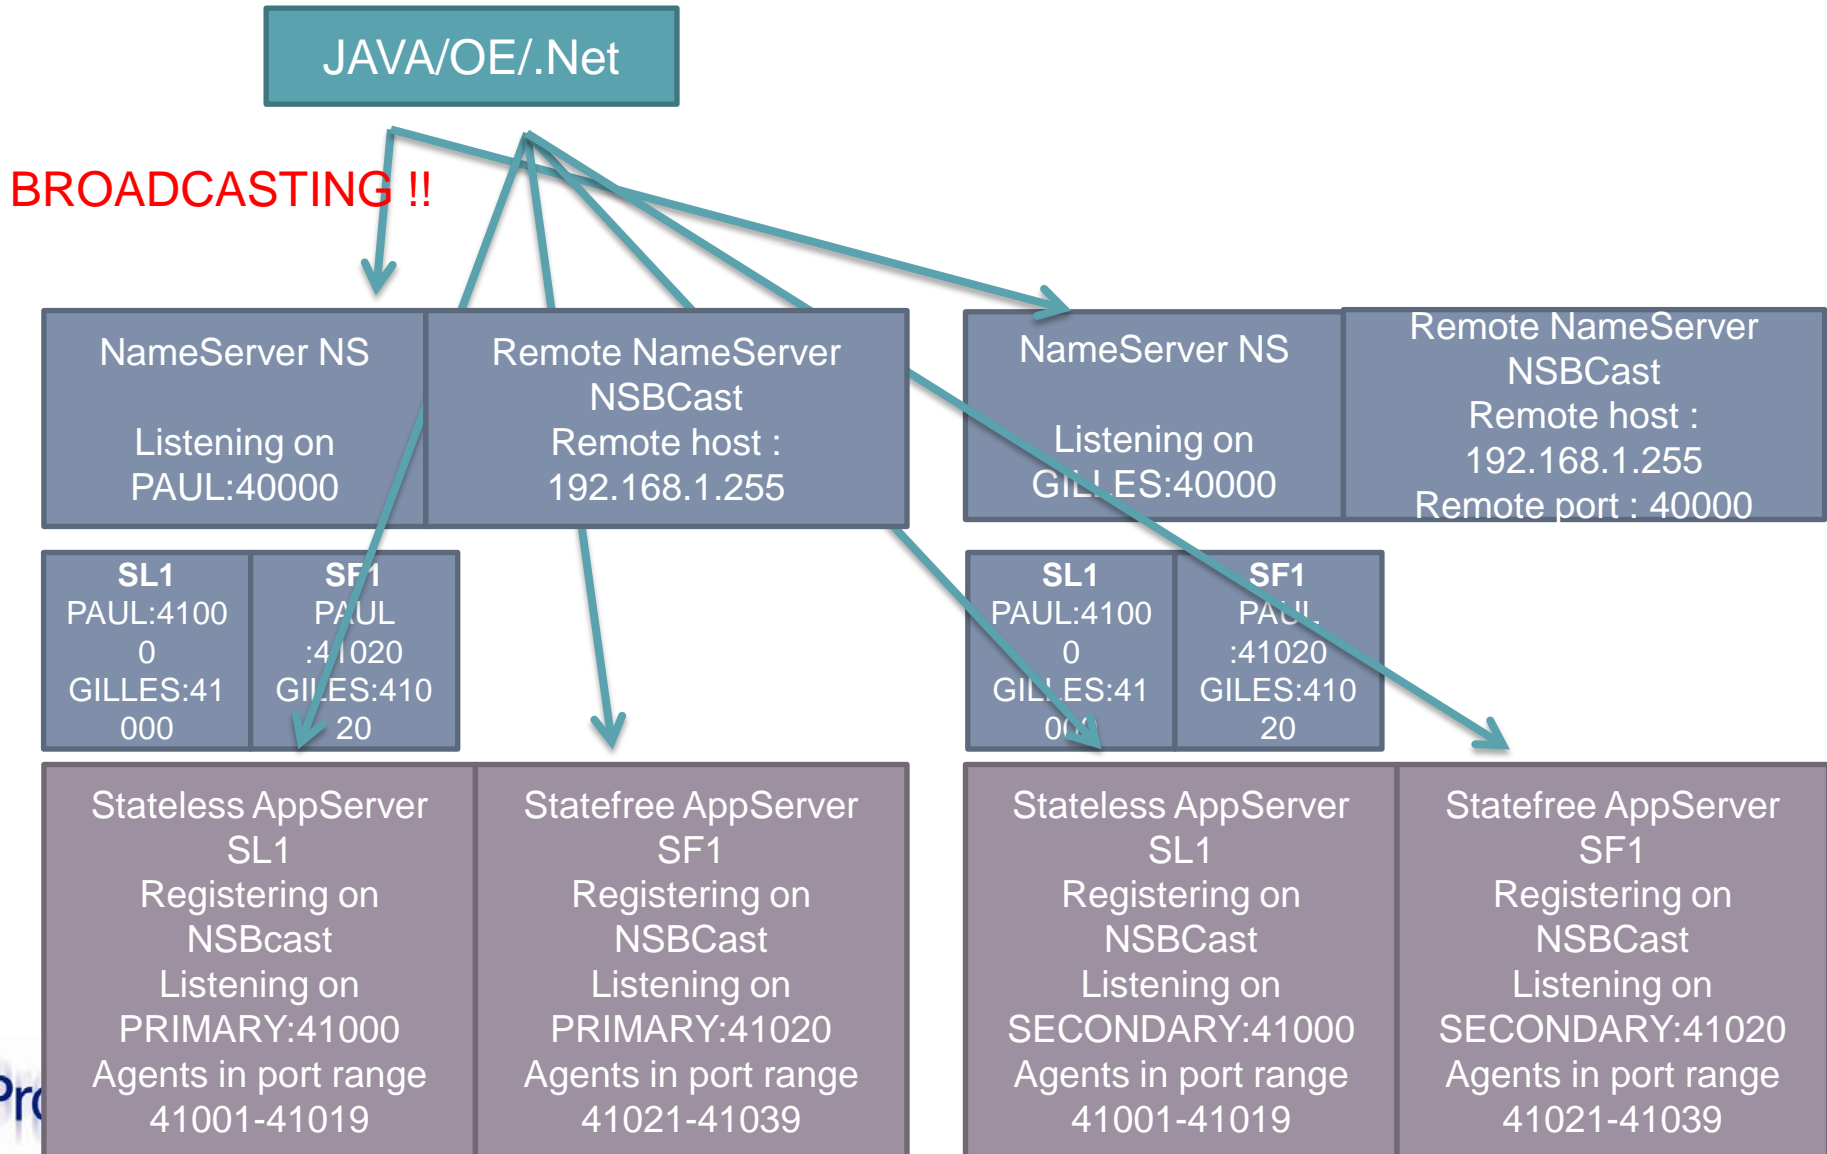 JAVA/OE/.Net
BROADCASTING !!
NameServer NS
Listening on
PAUL:40000
Remote NameServer
NSBCast
Remote host :
192.168.1.255
NameServer NS
Listening on
GILLES:40000
Remote NameServer
NSBCast
Remote host :
192.168.1.255
Remote port : 40000
SL1
PAUL:4100
0
GILLES:41
000
SF1
PAUL
:41020
GILES:410
20
SL1
PAUL:4100
0
GILLES:41
000
SF1
PAUL
:41020
GILES:410
20
Stateless AppServer
SL1
Registering on
NSBcast
Listening on
PRIMARY:41000
Agents in port range
41001-41019
Statefree AppServer
SF1
Registering on
NSBCast
Listening on
PRIMARY:41020
Agents in port range
41021-41039
Stateless AppServer
SL1
Registering on
NSBCast
Listening on
SECONDARY:41000
Agents in port range
41001-41019
Statefree AppServer
SF1
Registering on
NSBCast
Listening on
SECONDARY:41020
Agents in port range
41021-41039